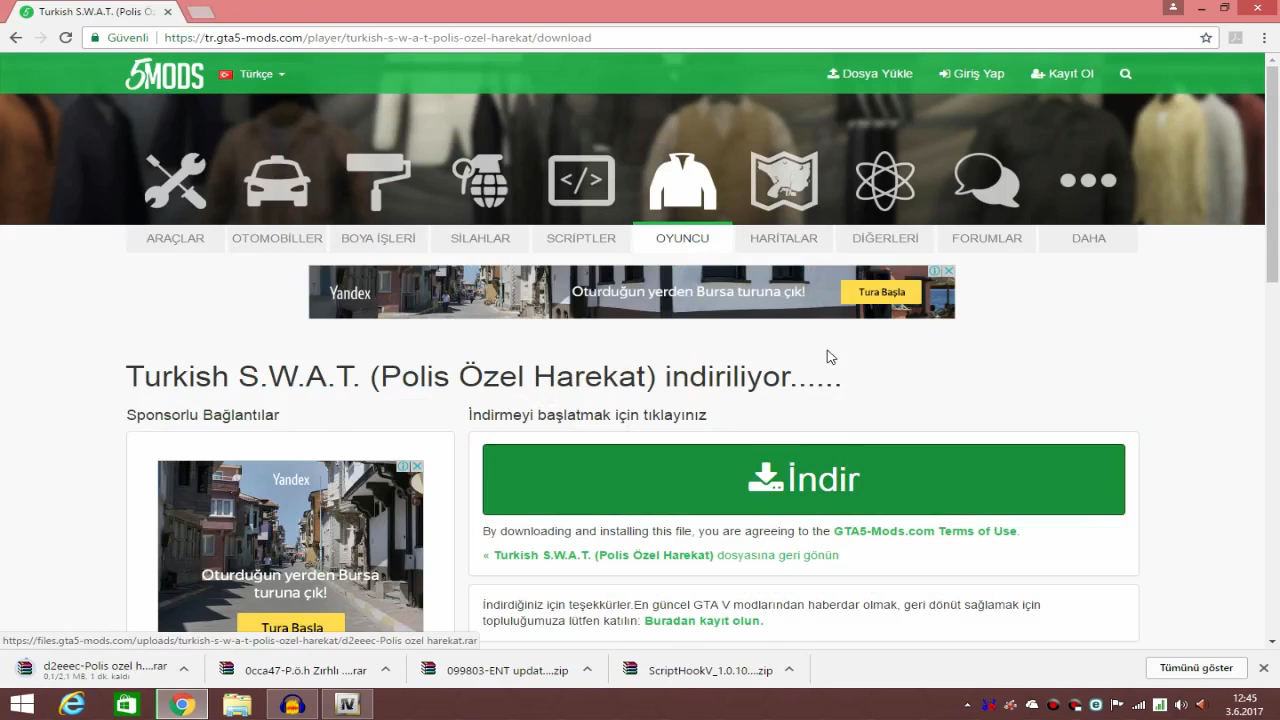 Turkish S.W.A.T. (Polis Ö
Güvenli
https://tr.gta5-mods.com/player/turkish-s-w-a-t-polis-ozel-harekat/download
5MODS
Türkçe
Dosya Yükle
Giriş Yap
Kayıt Ol
ARAÇLAR
OTOMOBİLLER
BOYA İŞLERİ
SİLAHLAR
SCRİPTLER
OYUNCU
HARİTALAR
DİĞERLERİ
FORUMLAR
DAHA
Yandex
Oturduğun yerden Bursa turuna çık!
Tura Başla
Turkish S.W.A.T. (Polis Özel Harekat) indiriliyor......
Sponsorlu Bağlantılar
İndirmeyi başlatmak için tıklayınız
Yandex
Oturduğun yerden Bursa
turuna çık!
Tura Başla
İndir
By downloading and installing this file, you are agreeing to the GTA5-Mods.com Terms of Use.
« Turkish S.W.A.T. (Polis Özel Harekat) dosyasına geri gönün
İndirdiğiniz için teşekkürler.En güncel GTA V modlarından haberdar olmak, geri dönüt sağlamak için
topluluğumuza lütfen katılın: Buradan kayıt olun.
https://files.gta5-mods.com/uploads/turkish-s-w-a-t-polis-ozel-harekat/d2eeec-Polis ozel harekat.rar
d2eeec-Polis ozel h....rar
0,1/2,1 MB, 1 dk. kaldı
0cca47-P.ö.h Zırhlı ....rar
099803-ENT updat....zip
ScriptHookV_1.0.10....zip
Tümünü göster
IV
12:45
3.6.2017